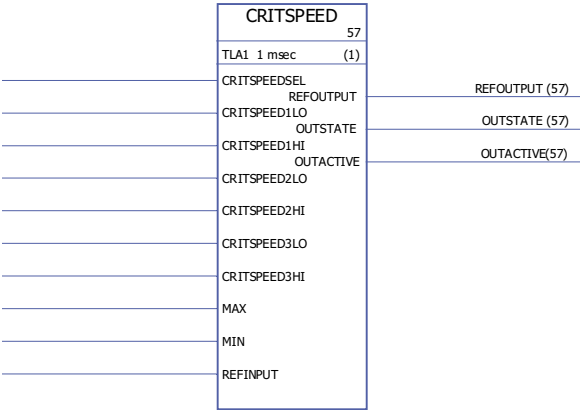 CRITSPEED
57
TLA1 1 msec (1)
CRITSPEEDSEL
REFOUTPUT
REFOUTPUT (57)
CRITSPEED1LO
OUTSTATE
OUTSTATE (57)
CRITSPEED1HI
OUTACTIVE
OUTACTIVE(57)
CRITSPEED2LO
CRITSPEED2HI
CRITSPEED3LO
CRITSPEED3HI
MAX
MIN
REFINPUT